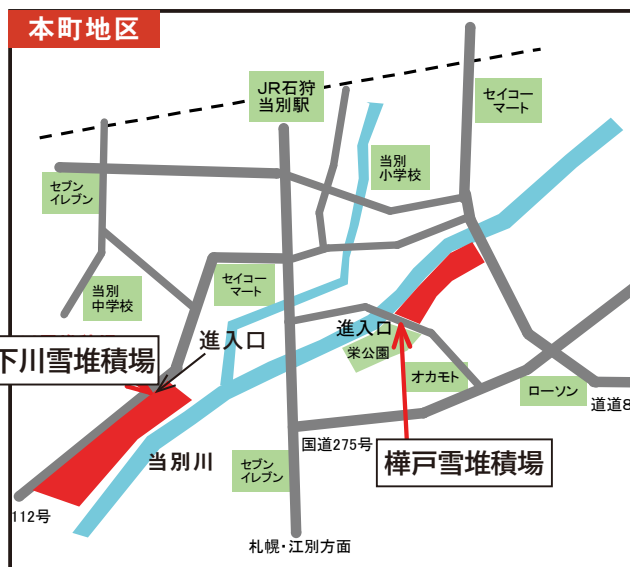 本町地区
JR石狩
当別駅
セイコー
マート
当別
小学校
セブン
イレブン
当別
中学校
セイコー
マート
進入口
進入口
栄公園
下川雪堆積場
オカモト
ローソン
道道8
国道275号
当別川
セブン
イレブン
樺戸雪堆積場
112号
札幌・江別方面